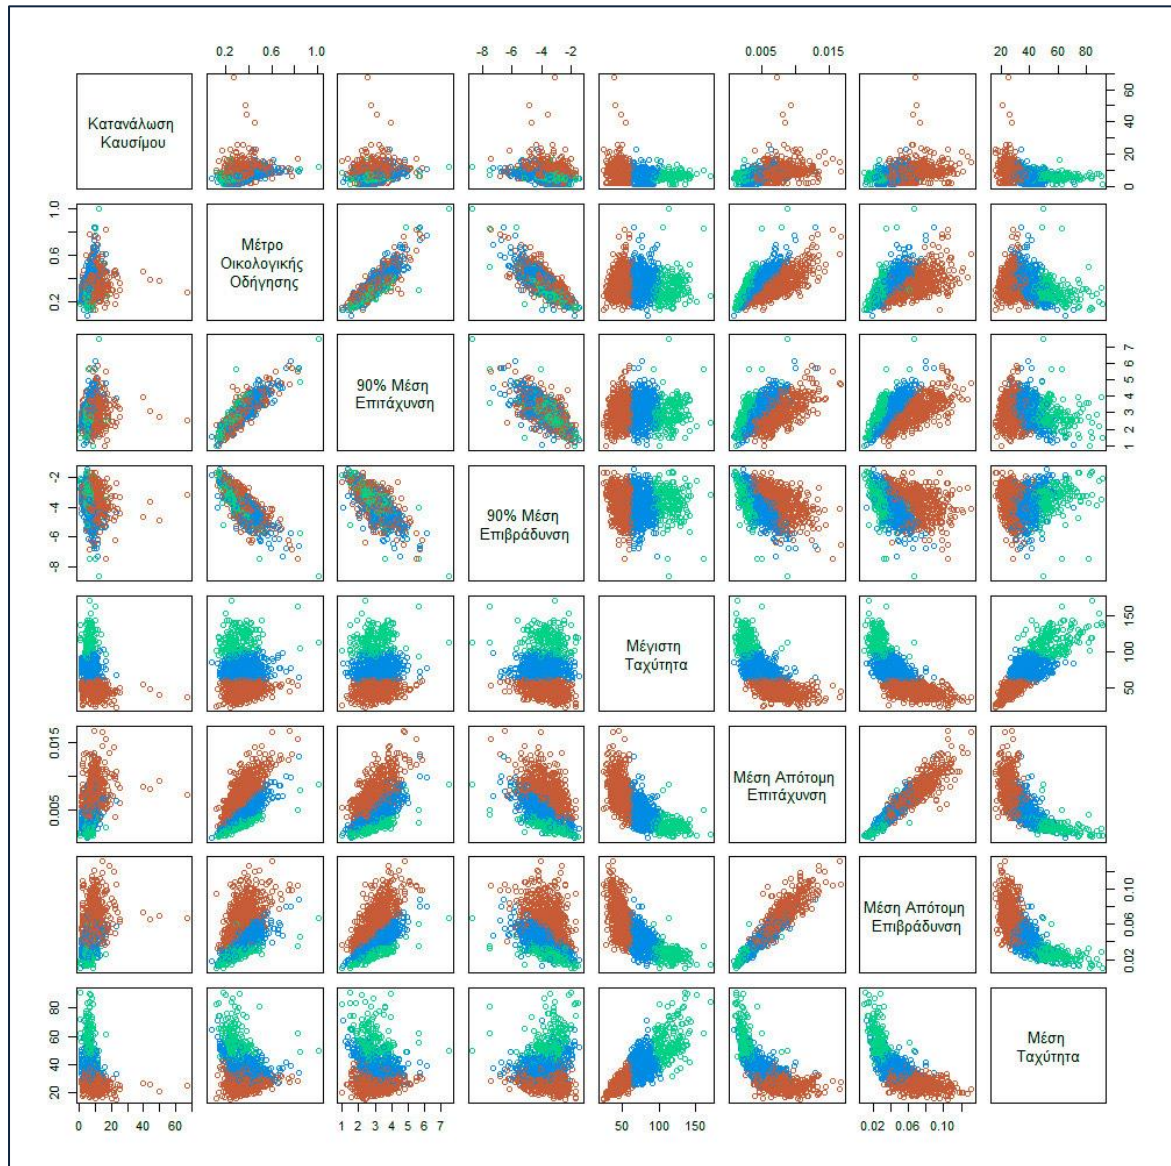 0.2 0.6 1.0
-8 -6 -4 -2
0.005 0.015
20 40 60 80
Κατανάλωση
Καυσίμου
0 20 40 60
0.2 0.6 1.0
Μέτρο
Οικολογικής
Οδήγησης
90% Μέση
Επιτάχυνση
1 2 3 4 5 6 7
-8 -6 -4 -2
90% Μέση
Επιβράδυνση
Μέγιστη
Ταχύτητα
50 100 150
0.005 0.015
Μέση Απότομη
Επιτάχυνση
Μέση Απότομη
Επιβράδυνση
0.02 0.06 0.10
20 40 60 80
Μέση
Ταχύτητα
0 20 40 60
1 2 3 4 5 6 7
50 100 150
0.02 0.06 0.10